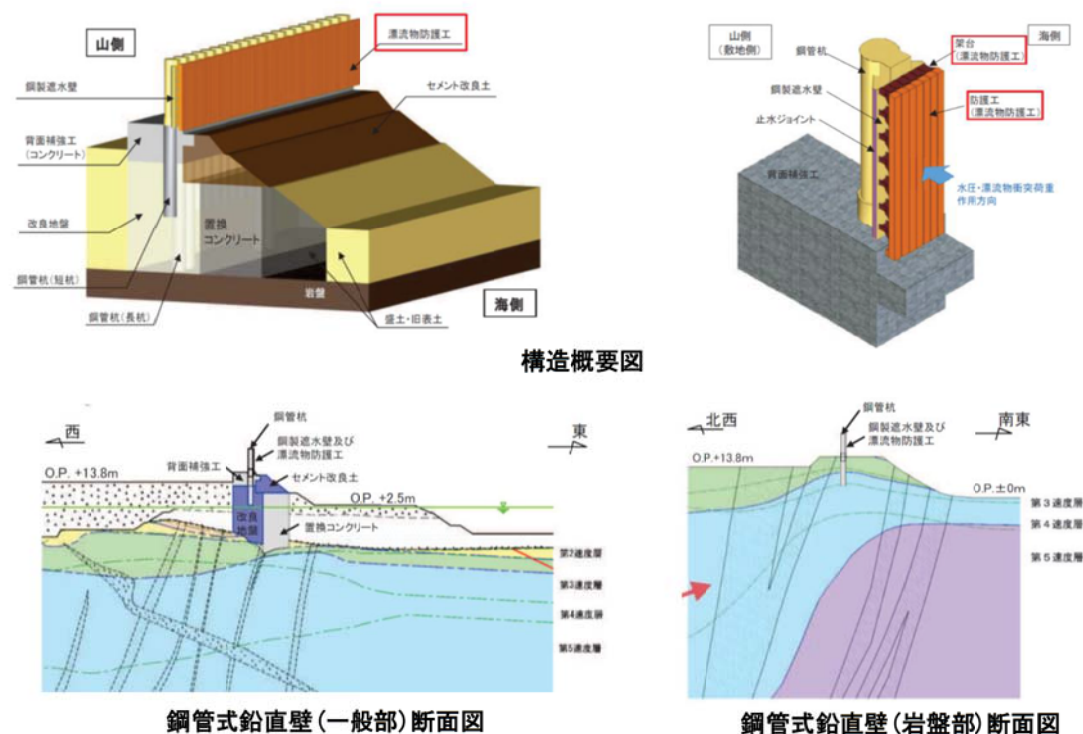 山側
漂流物防護工
鋼製遮水壁
セメント改良土
背面補強工
(コンクリート)
改良地盤
置換
コンクリート
鋼管杭(短杭)
岩盤
海側
鋼管杭(長杭)
盛土・旧表土
山側
(敷地側)
鋼管杭
架台
(漂流物防護工)
海側
鋼製遮水壁
防護工
(漂流物防護工)
止水ジョイント
背面補強工
水圧・漂流物衝突荷重
作用方向
構造概要図
西
鋼管杭
東
鋼製遮水壁及び
漂流物防護工
背面補強工
セメント改良土
O.P. +13.8m
O.P. +2.5m
改良
地盤
置換コンクリート
第2速度層
第3速度層
第4速度層
第5速度層
鋼管式鉛直壁(一般部)断面図
北西
鋼管杭
南東
鋼製遮水壁及び
漂流物防護工
O.P.+13.8m
O.P.±0m
第3速度層
第4速度層
第5速度層
鋼管式鉛直壁(岩盤部)断面図